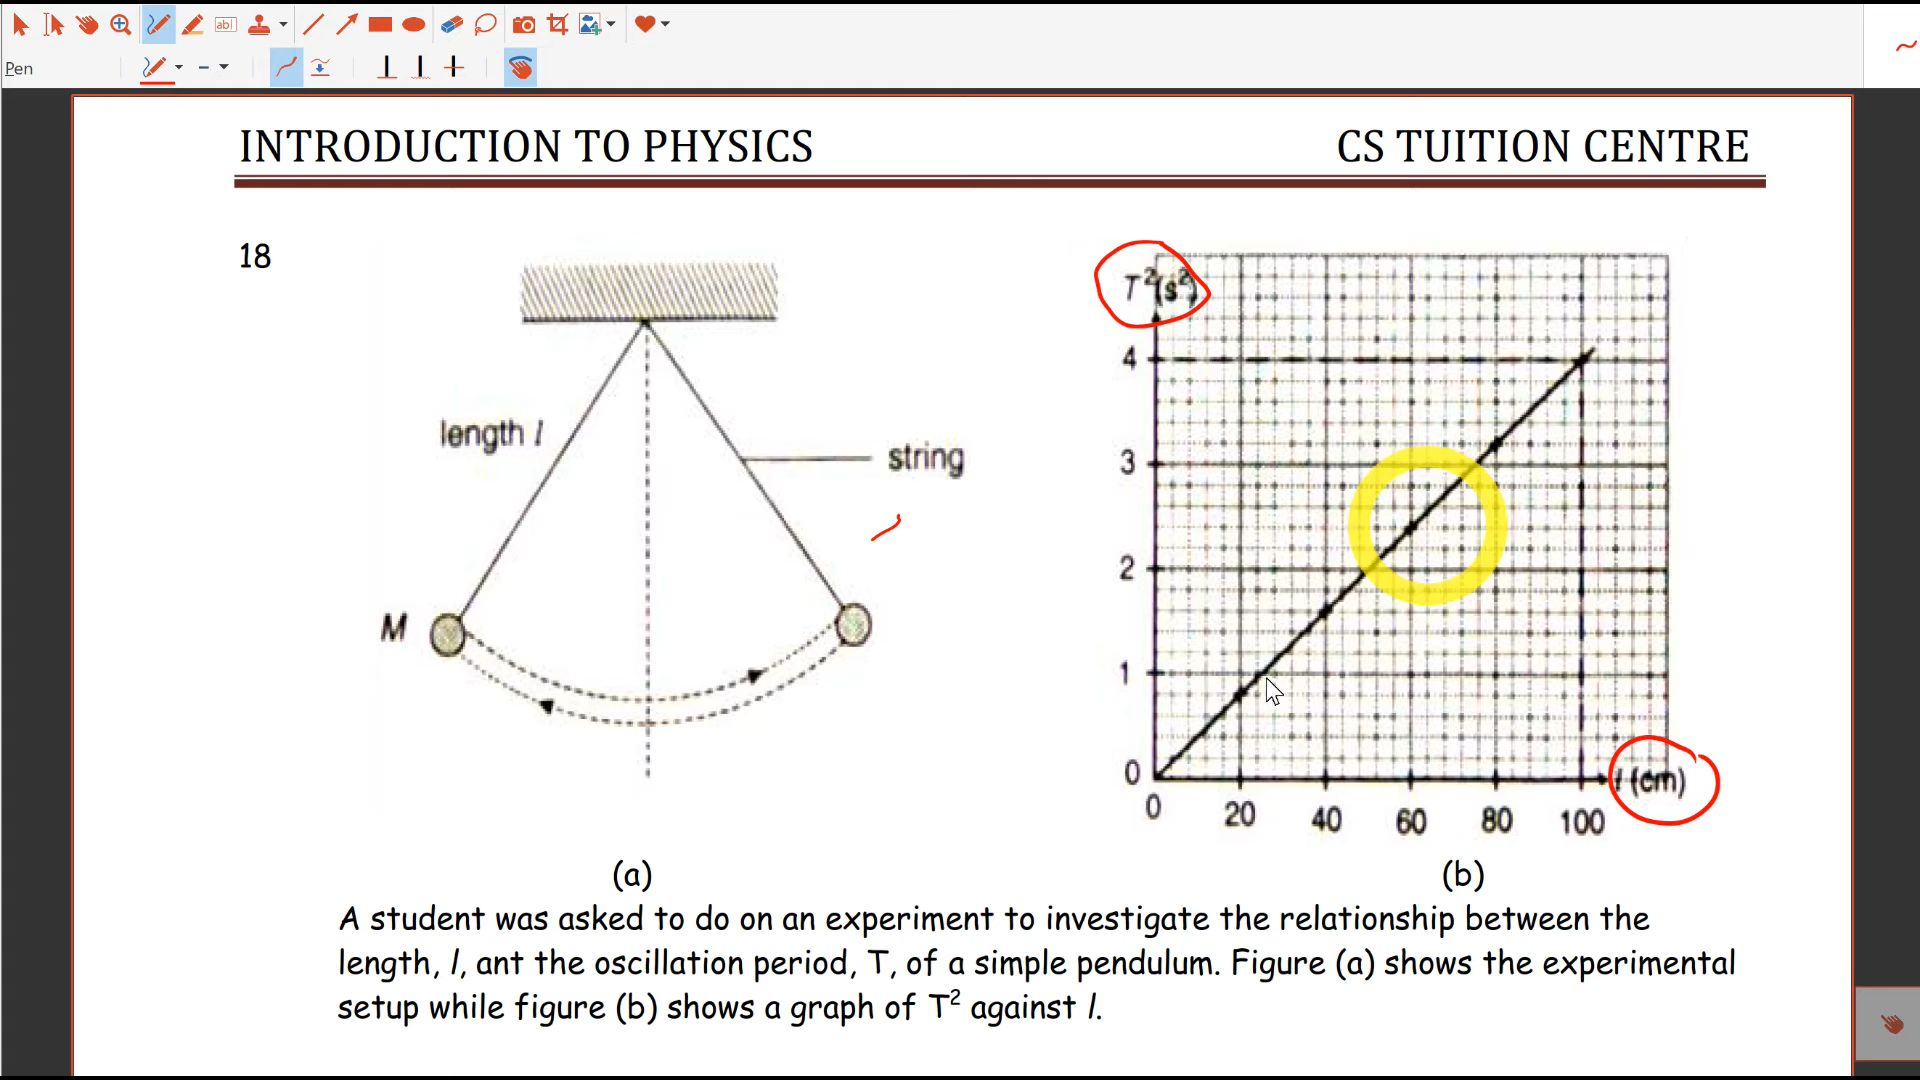 ab|
Pen
INTRODUCTION TO PHYSICS
CS TUITION CENTRE
18
length l
string
M
(a)
T²(s²)
4
3
2
1
0
0 20 40 60 80 100
l (cm)
(b)
A student was asked to do on an experiment to investigate the relationship between the
length, l, ant the oscillation period, T, of a simple pendulum. Figure (a) shows the experimental
setup while figure (b) shows a graph of T² against l.